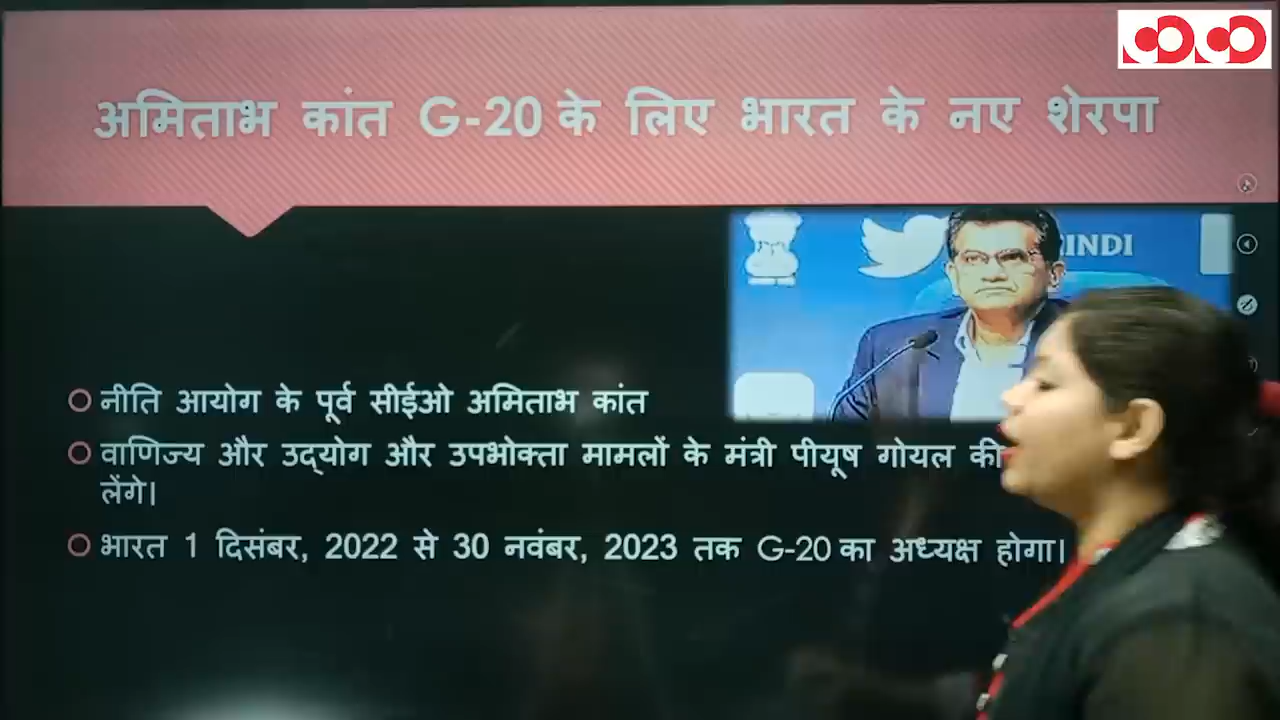 अमिताभ कांत G-20 के लिए भारत के नए शेरपा
INDI
नीति आयोग के पूर्व सीईओ अमिताभ कांत
वाणिज्य और उद्योग और उपभोक्ता मामलों के मंत्री पीयूष गोयल की
लेंगे।
भारत 1 दिसंबर, 2022 से 30 नवंबर, 2023 तक G-20 का अध्यक्ष होगा।